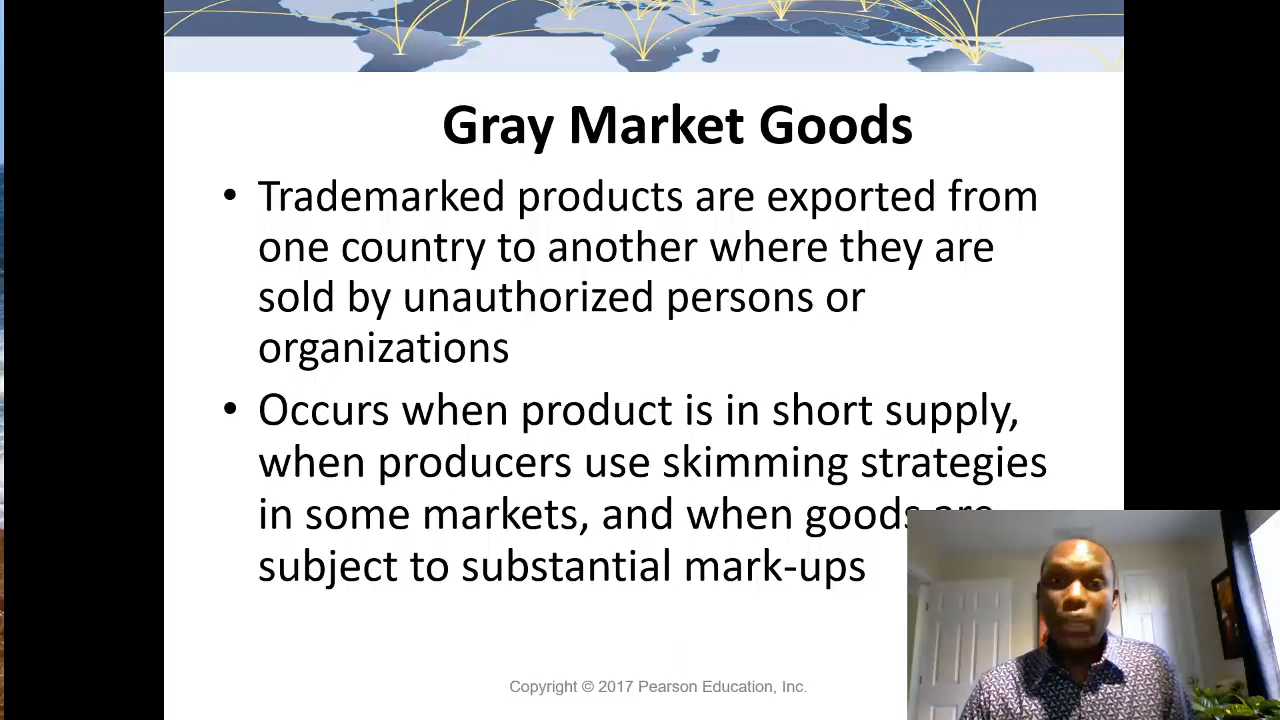 Gray Market Goods
• Trademarked products are exported from
one country to another where they are
sold by unauthorized persons or
organizations
• Occurs when product is in short supply,
when producers use skimming strategies
in some markets, and when goods are
subject to substantial mark-ups
Copyright © 2017 Pearson Education, Inc.